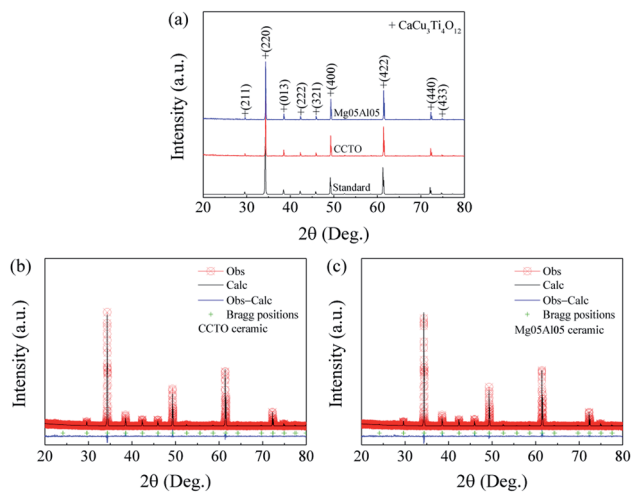 (a)
+ CaCu3Ti4O12
+(211)
+(220)
+(013)
+(222)
+(321)
+(400)
+(422)
+(440)
+(433)
Mg05Al05
CCTO
Standard
Intensity (a.u.)
20 30 40 50 60 70 80
2θ (Deg.)
(b)
Obs
Calc
Obs−Calc
Bragg positions
CCTO ceramic
Intensity (a.u.)
20 30 40 50 60 70 80
2θ (Deg.)
(c)
Obs
Calc
Obs−Calc
Bragg positions
Mg05Al05 ceramic
Intensity (a.u.)
20 30 40 50 60 70 80
2θ (Deg.)